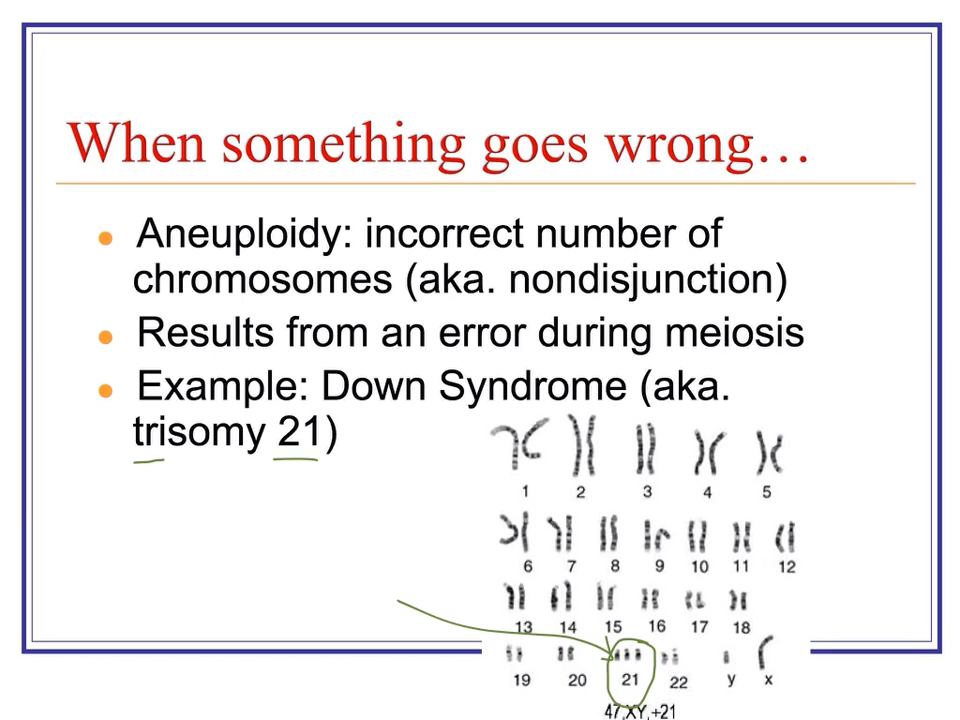 When something goes wrong…
Aneuploidy: incorrect number of
chromosomes (aka. nondisjunction)
Results from an error during meiosis
Example: Down Syndrome (aka.
trisomy 21)
1 2 3 4 5
6 7 8 9 10 11 12
13 14 15 16 17 18
19 20 21 22 y x
47,XY,+21